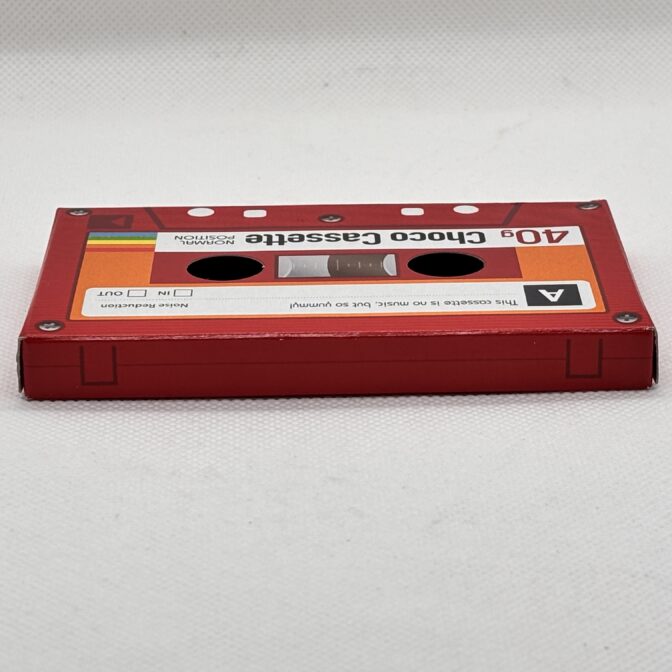 A This cassette is no music, but so yummy!
Noise Reduction
IN OUT
40g Choco Cassette
NORMAL
POSITION